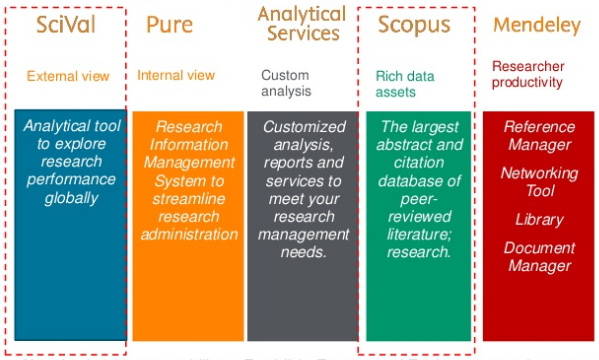 SciVal
External view
Analytical tool
to explore
research
performance
globally
Pure
Internal view
Research
Information
Management
System to
streamline
research
administration
Analytical
Services
Custom
analysis
Customized
analysis,
reports and
services to
meet your
research
management
needs.
Scopus
Rich data
assets
The largest
abstract and
citation
database of
peer-
reviewed
literature;
research.
Mendeley
Researcher
productivity
Reference
Manager
Networking
Tool
Library
Document
Manager